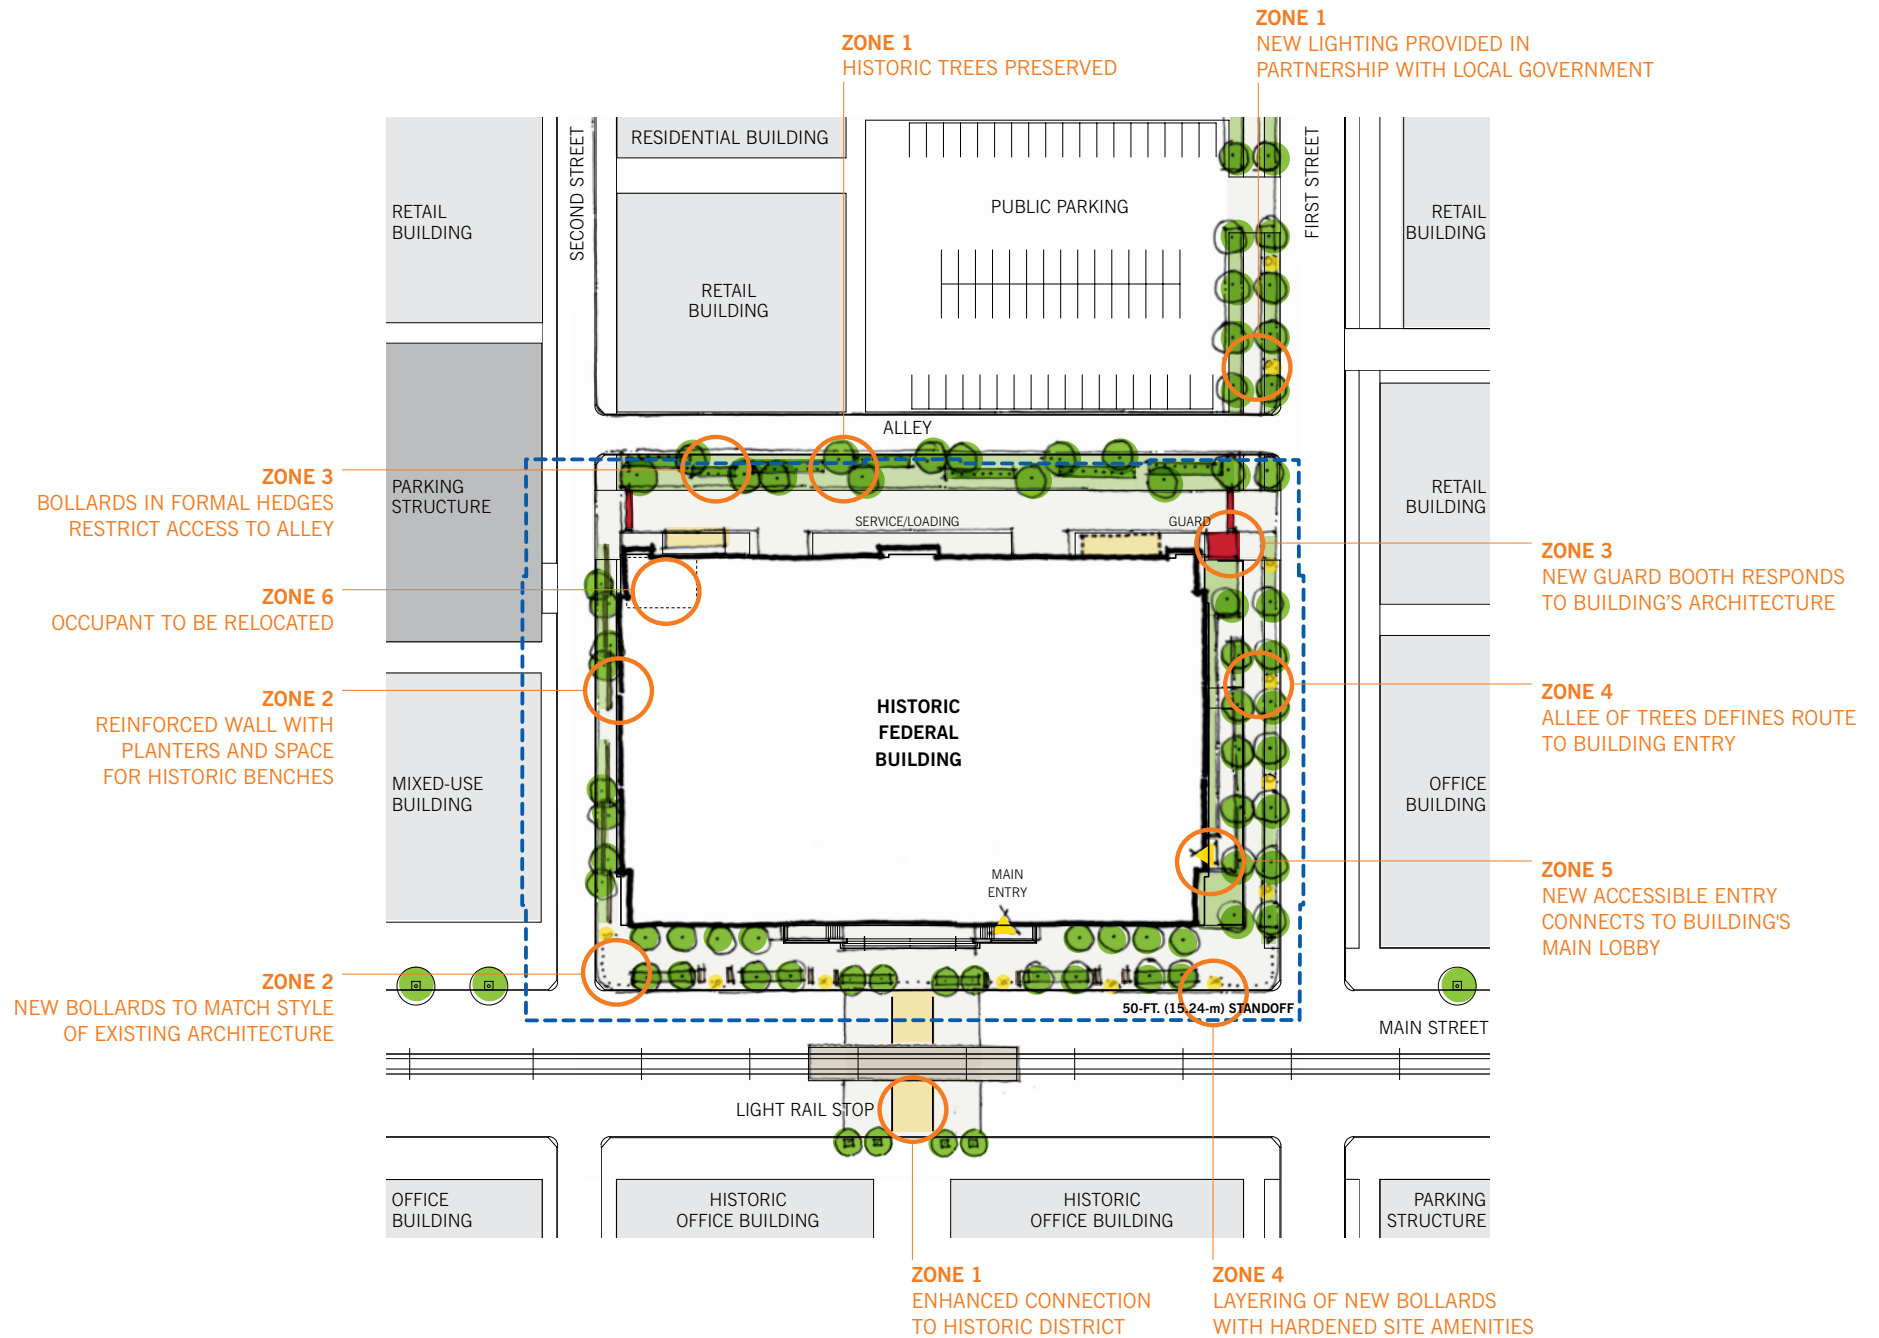 ZONE 1
NEW LIGHTING PROVIDED IN
PARTNERSHIP WITH LOCAL GOVERNMENT
ZONE 1
HISTORIC TREES PRESERVED
RESIDENTIAL BUILDING
SECOND STREET
FIRST STREET
RETAIL
BUILDING
PUBLIC PARKING
RETAIL
BUILDING
RETAIL
BUILDING
ALLEY
ZONE 3
BOLLARDS IN FORMAL HEDGES
RESTRICT ACCESS TO ALLEY
PARKING
STRUCTURE
SERVICE/LOADING
GUARD
RETAIL
BUILDING
ZONE 3
NEW GUARD BOOTH RESPONDS
TO BUILDING'S ARCHITECTURE
ZONE 6
OCCUPANT TO BE RELOCATED
ZONE 2
REINFORCED WALL WITH
PLANTERS AND SPACE
FOR HISTORIC BENCHES
HISTORIC
FEDERAL
BUILDING
ZONE 4
ALLEE OF TREES DEFINES ROUTE
TO BUILDING ENTRY
MIXED-USE
BUILDING
OFFICE
BUILDING
MAIN
ENTRY
ZONE 5
NEW ACCESSIBLE ENTRY
CONNECTS TO BUILDING'S
MAIN LOBBY
ZONE 2
NEW BOLLARDS TO MATCH STYLE
OF EXISTING ARCHITECTURE
50-FT. (15.24-m) STANDOFF
MAIN STREET
LIGHT RAIL STOP
OFFICE
BUILDING
HISTORIC
OFFICE BUILDING
HISTORIC
OFFICE BUILDING
PARKING
STRUCTURE
ZONE 1
ENHANCED CONNECTION
TO HISTORIC DISTRICT
ZONE 4
LAYERING OF NEW BOLLARDS
WITH HARDENED SITE AMENITIES